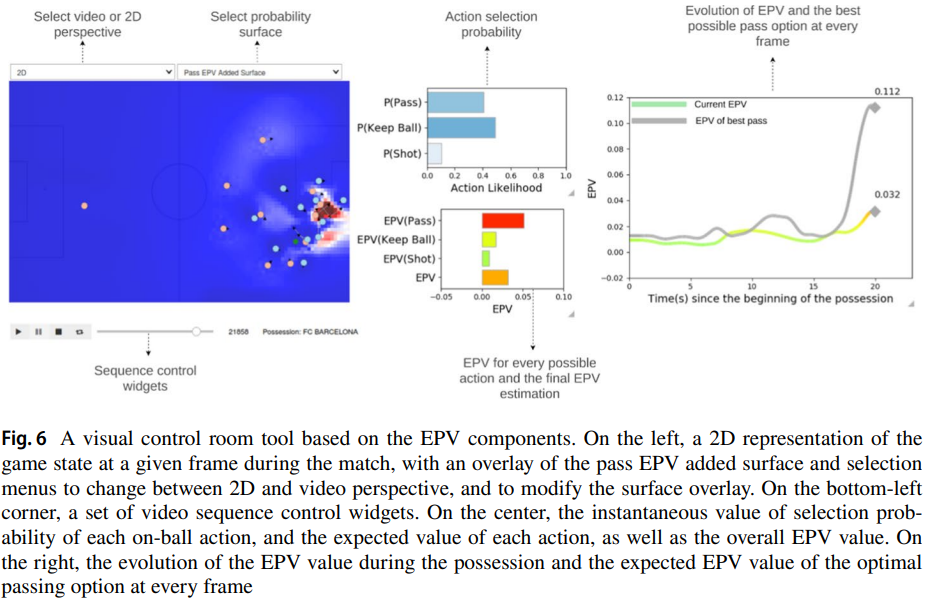 Select video or 2D
perspective
Select probability
surface
Action selection
probability
Evolution of EPV and the best
possible pass option at every
frame
2D
Pass EPV Added Surface
P(Pass)
P(Keep Ball)
P(Shot)
0.0 0.2 0.4 0.6 0.8 1.0
Action Likelihood
EPV(Pass)
EPV(Keep Ball)
EPV(Shot)
EPV
−0.05 0.00 0.05 0.10
EPV
0.12
0.10
0.08
0.06
0.04
0.02
0.00
−0.02
EPV
Current EPV
EPV of best pass
0.112
0.032
0 5 10 15 20
Time(s) since the beginning of the possession
21858 Possession: FC BARCELONA
Sequence control
widgets
EPV for every possible
action and the final EPV
estimation
Fig. 6 A visual control room tool based on the EPV components. On the left, a 2D representation of the
game state at a given frame during the match, with an overlay of the pass EPV added surface and selection
menus to change between 2D and video perspective, and to modify the surface overlay. On the bottom-left
corner, a set of video sequence control widgets. On the center, the instantaneous value of selection prob-
ability of each on-ball action, and the expected value of each action, as well as the overall EPV value. On
the right, the evolution of the EPV value during the possession and the expected EPV value of the optimal
passing option at every frame